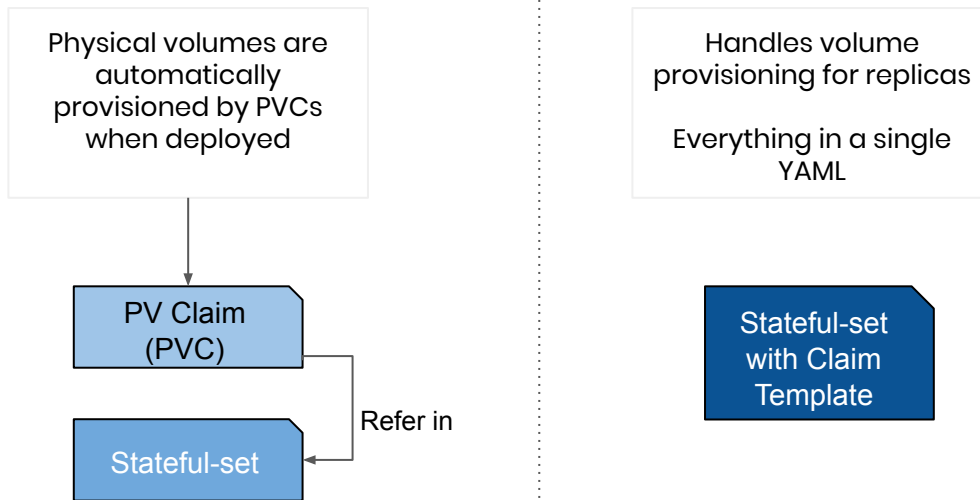 Physical volumes are
automatically
provisioned by PVCs
when deployed
PV Claim
(PVC)
Refer in
Stateful-set
Handles volume
provisioning for replicas
Everything in a single
YAML
Stateful-set
with Claim
Template